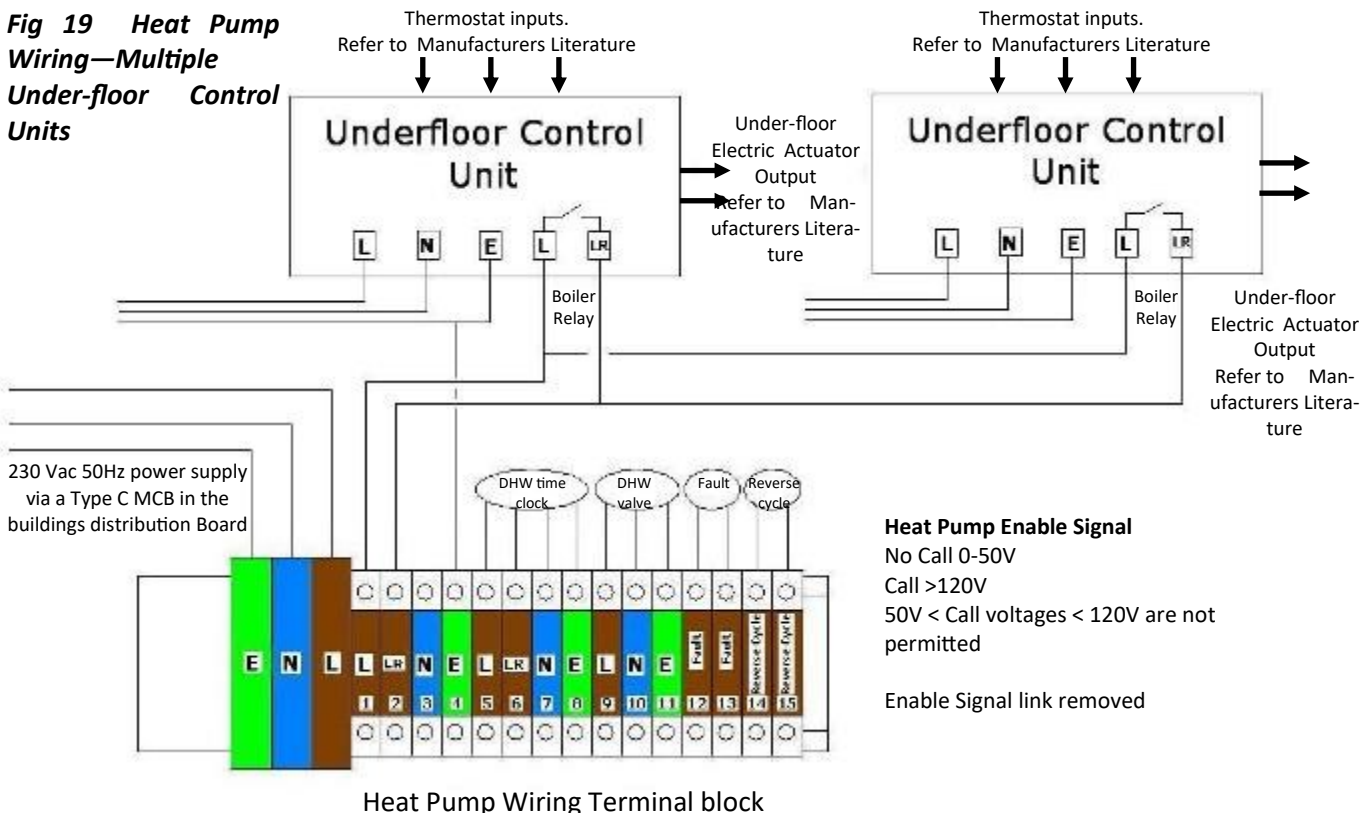 Fig 19 Heat Pump
Wiring—Multiple
Under-floor Control
Units
Thermostat inputs.
Refer to Manufacturers Literature
Thermostat inputs.
Refer to Manufacturers Literature
Underfloor Control
Unit
L N E L LR
Under-floor
Electric Actuator
Output
Refer to Man-
ufacturers Litera-
ture
Underfloor Control
Unit
L N E L LR
Boiler
Relay
Boiler
Relay
Under-floor
Electric Actuator
Output
Refer to Man-
ufacturers Litera-
ture
230 Vac 50Hz power supply
via a Type C MCB in the
buildings distribution Board
DHW time
clock
DHW
valve
Fault
Reverse
cycle
Heat Pump Enable Signal
No Call 0-50V
Call >120V
50V < Call voltages < 120V are not
permitted
Enable Signal link removed
E N L L LR N E L LR N E L N E Fault Fault Reverse Cycle Reverse Cycle
1 2 3 4 5 6 7 8 9 10 11 12 13 14 15
Heat Pump Wiring Terminal block